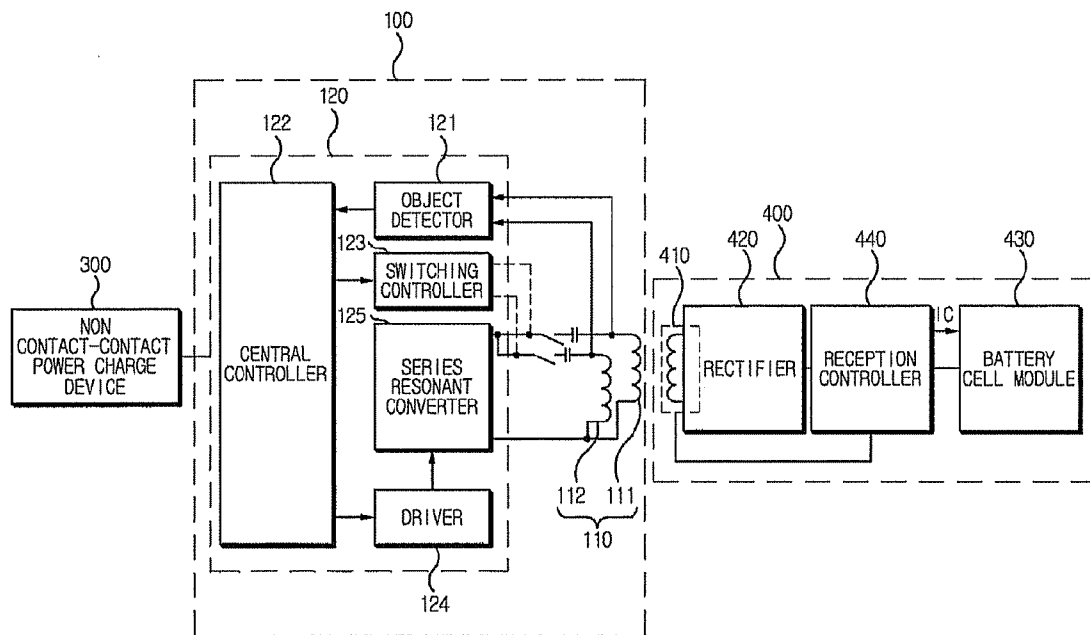 100
120
122
121
OBJECT
DETECTOR
123
SWITCHING
CONTROLLER
300
NON
CONTACT-CONTACT
POWER CHARGE
DEVICE
CENTRAL
CONTROLLER
125
SERIES
RESONANT
CONVERTER
DRIVER
124
112
111
110
410
420
400
440
430
RECTIFIER
RECEPTION
CONTROLLER
IC
BATTERY
CELL MODULE